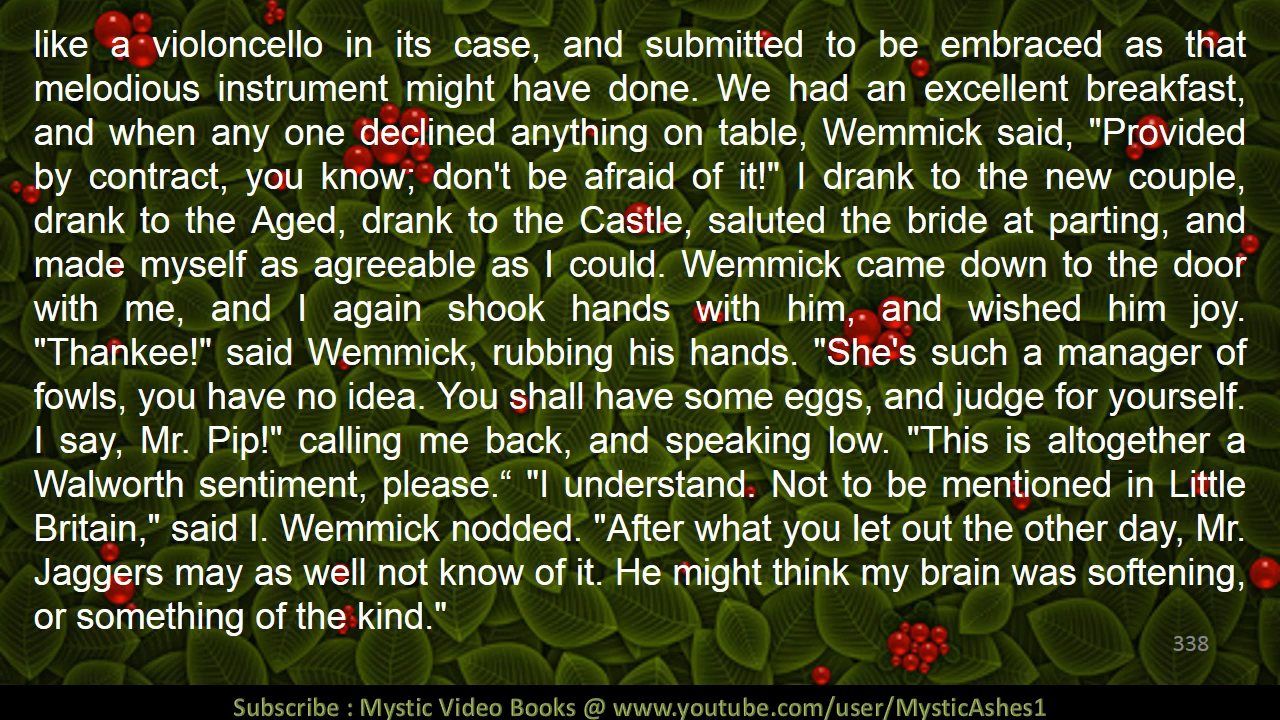 like a violoncello in its case, and submitted to be embraced as that
melodious instrument might have done. We had an excellent breakfast,
and when any one declined anything on table, Wemmick said, "Provided
by contract, you know; don't be afraid of it!" I drank to the new couple,
drank to the Aged, drank to the Castle, saluted the bride at parting, and
made myself as agreeable as I could. Wemmick came down to the door
with me, and I again shook hands with him, and wished him joy.
"Thankee!" said Wemmick, rubbing his hands. "She's such a manager of
fowls, you have no idea. You shall have some eggs, and judge for yourself.
I say, Mr. Pip!" calling me back, and speaking low. "This is altogether a
Walworth sentiment, please.“ "I understand. Not to be mentioned in Little
Britain," said I. Wemmick nodded. "After what you let out the other day, Mr.
Jaggers may as well not know of it. He might think my brain was softening,
or something of the kind."
338
Subscribe : Mystic Video Books @ www.youtube.com/user/MysticAshes1